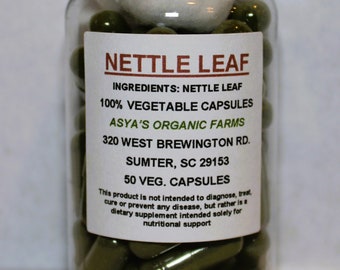 NETTLE LEAF
INGREDIENTS: NETTLE LEAF
100% VEGETABLE CAPSULES
ASYA'S ORGANIC FARMS
320 WEST BREWINGTON RD.
SUMTER, SC 29153
50 VEG. CAPSULES
This product is not intended to diagnose, treat,
cure or prevent any disease, but rather is a
dietary supplement intended solely for
nutritional support